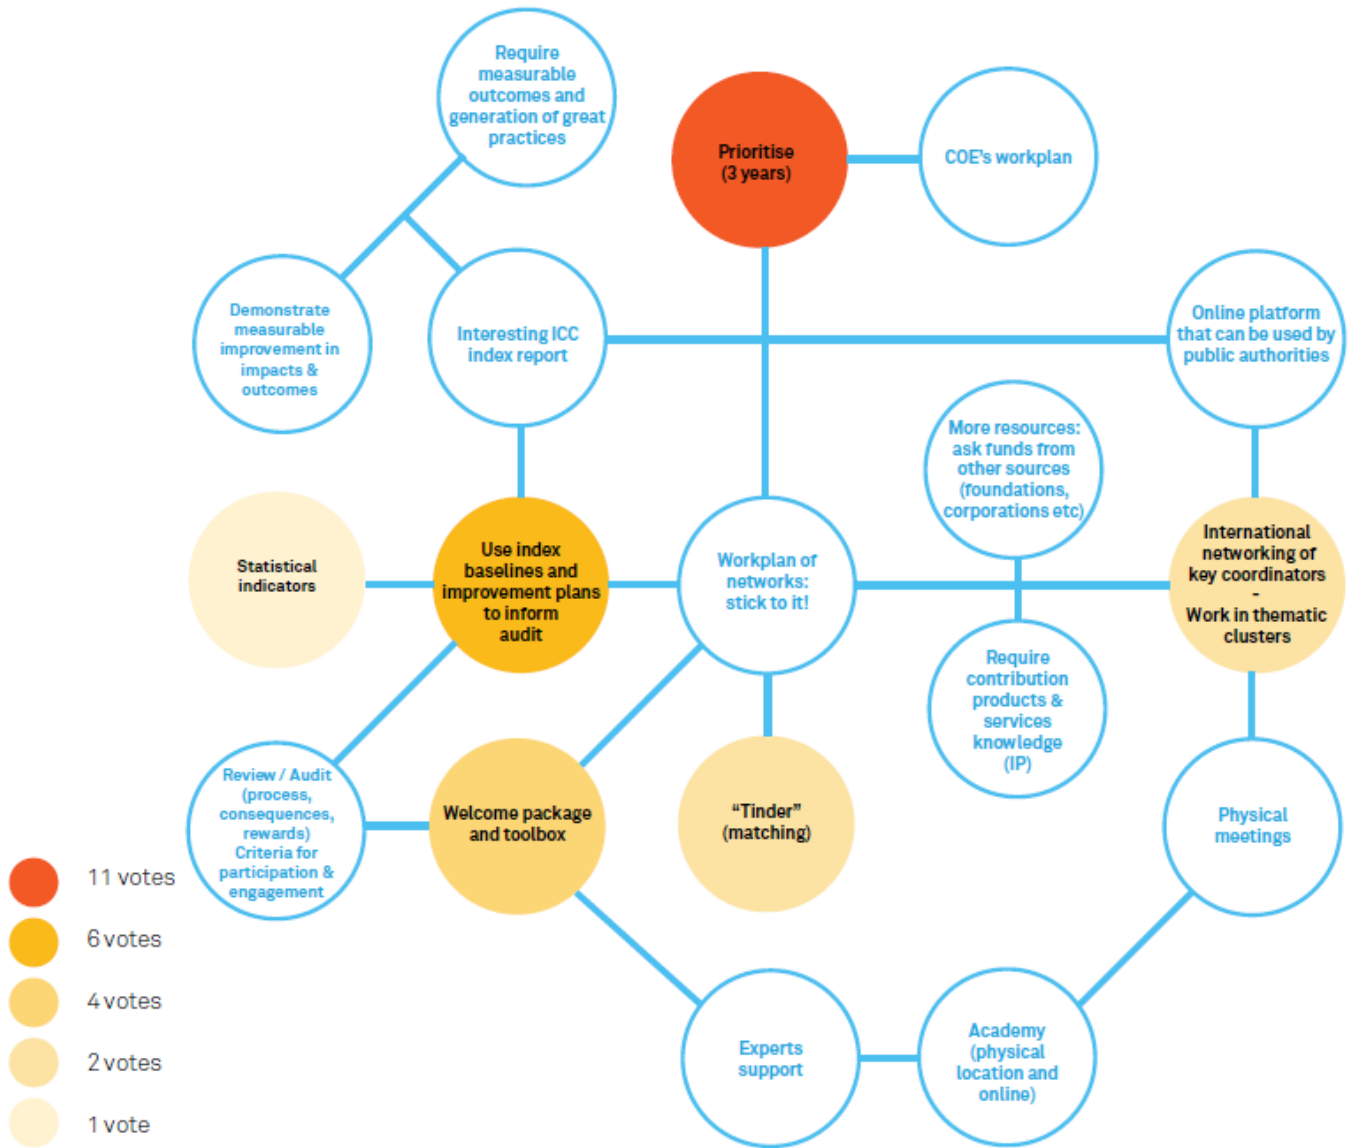 Require
measurable
outcomes and
generation of great
practices
Prioritise
(3 years)
COE's workplan
Demonstrate
measurable
improvement in
impacts &
outcomes
Interesting ICC
index report
Online platform
that can be used by
public authorities
More resources:
ask funds from
other sources
(foundations,
corporations etc)
Statistical
indicators
Use index
baselines and
improvement plans
to inform
audit
Workplan of
networks:
stick to it!
International
networking of
key coordinators
-
Work in thematic
clusters
Require
contribution
products &
services
knowledge
(IP)
Review / Audit
(process,
consequences,
rewards)
Criteria for
participation &
engagement
Welcome package
and toolbox
“Tinder”
(matching)
Physical
meetings
Experts
support
Academy
(physical
location and
online)
11 votes
6 votes
4 votes
2 votes
1 vote